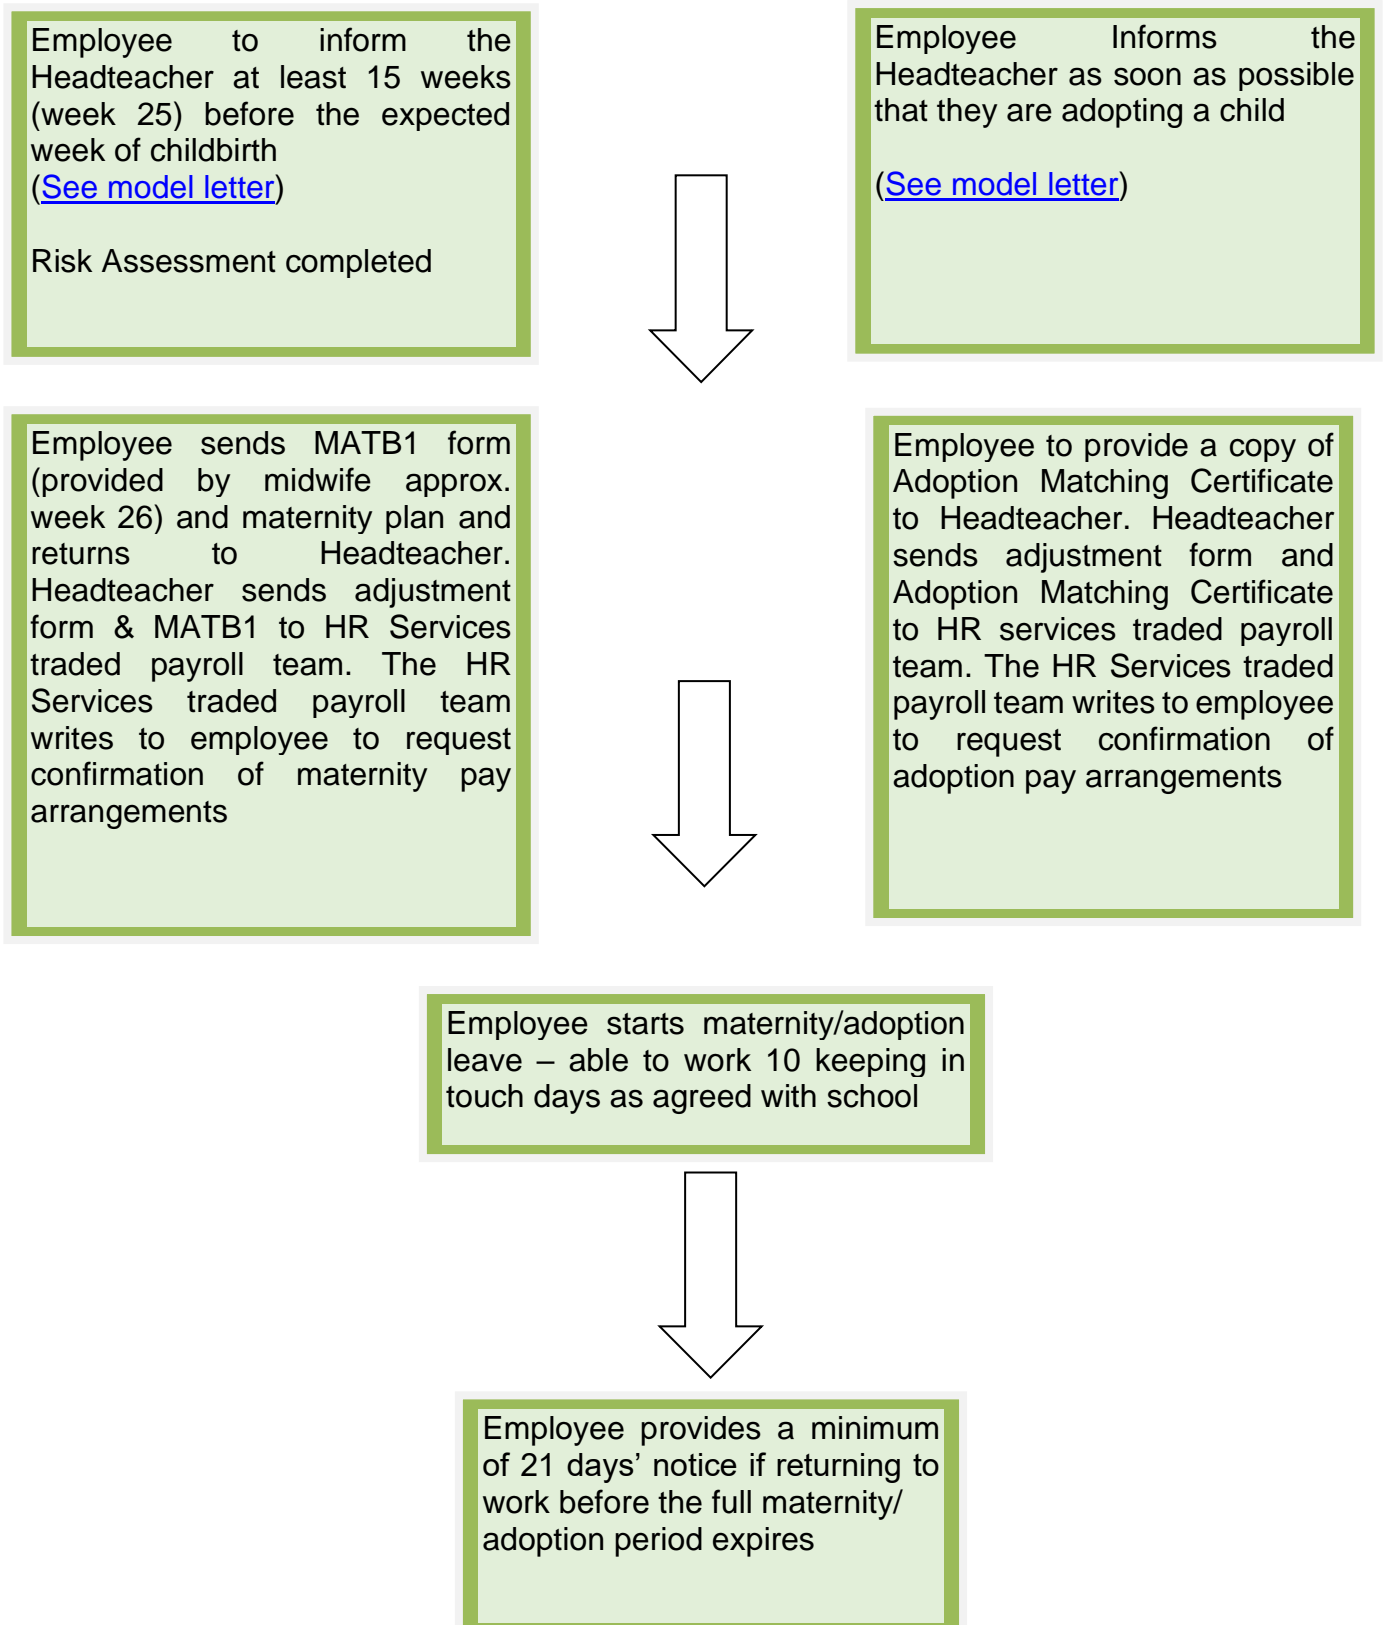 Employee to inform the
Headteacher at least 15 weeks
(week 25) before the expected
week of childbirth
(See model letter)
Risk Assessment completed
Employee Informs the
Headteacher as soon as possible
that they are adopting a child
(See model letter)
Employee sends MATB1 form
(provided by midwife approx.
week 26) and maternity plan and
returns to Headteacher.
Headteacher sends adjustment
form & MATB1 to HR Services
traded payroll team. The HR
Services traded payroll team
writes to employee to request
confirmation of maternity pay
arrangements
Employee to provide a copy of
Adoption Matching Certificate
to Headteacher. Headteacher
sends adjustment form and
Adoption Matching Certificate
to HR services traded payroll
team. The HR Services traded
payroll team writes to employee
to request confirmation of
adoption pay arrangements
Employee starts maternity/adoption
leave – able to work 10 keeping in
touch days as agreed with school
Employee provides a minimum
of 21 days’ notice if returning to
work before the full maternity/
adoption period expires